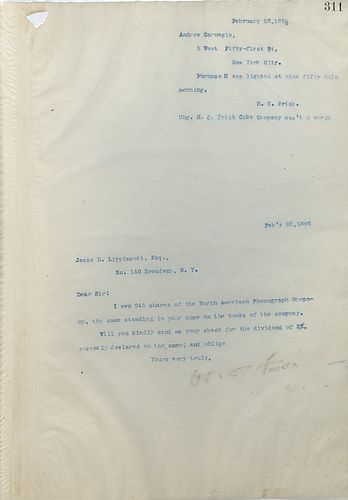 311
February 26, 1890
Andrew Carnegie,
5 West Fifty-first St.
New York City.
Furnace H was lighted at nine fifty this
morning.
H. C. Frick.
Chg. H. C. Frick Coke Company acc't 9 words
Feb'y 26, 1890
Jesse H. Lippincott, Esq.,
No. 160 Broadway, N. Y.
Dear Sir:
I own 245 shares of the North American Phonograph Compa-
ny, the same standing in your name on the books of the company.
Will you kindly send me your check for the dividend of
recently declared on the same; and oblige
Yours very truly,
H C Frick